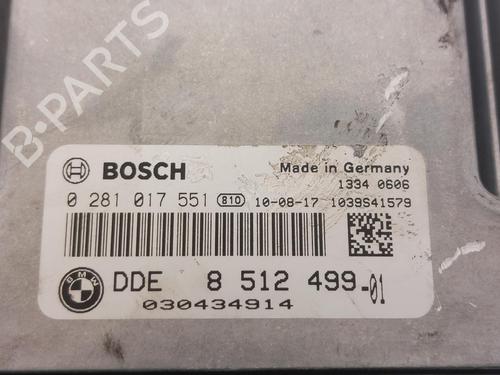 B-PARTS
BOSCH
Made in Germany
1334 0606
0 281 017 551 B10 10-08-17 1039S41579
BMW
DDE 8 512 499-01
030434914